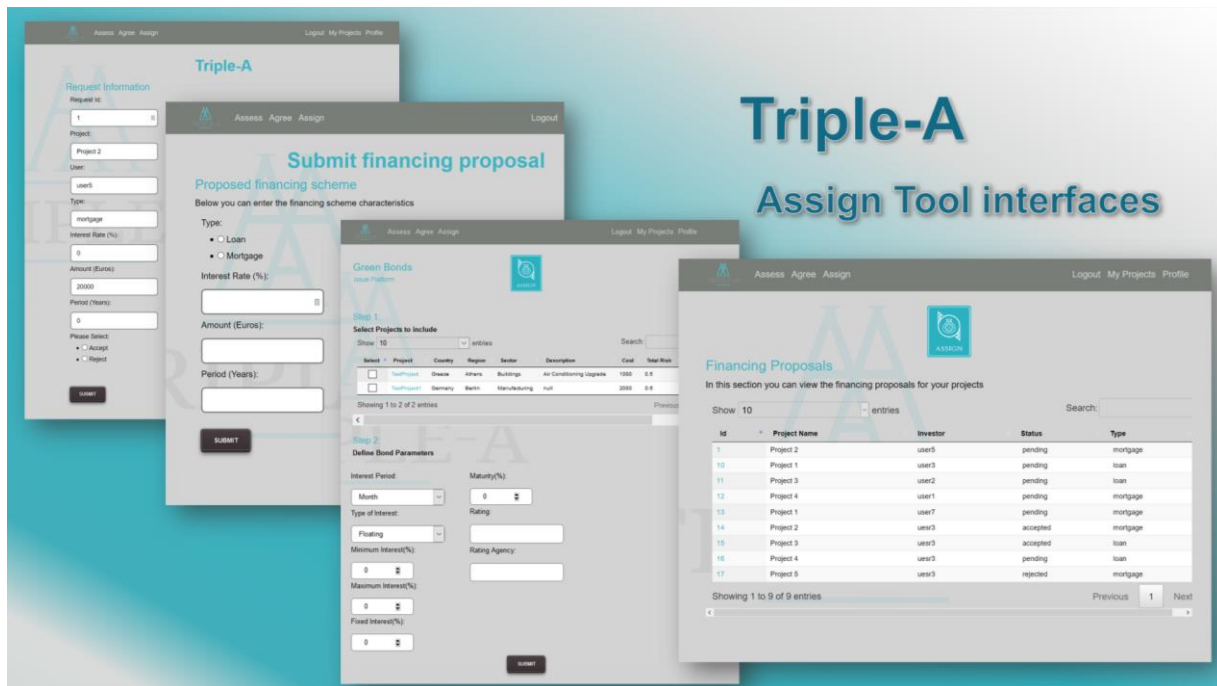 Triple-A
Assign Tool interfaces
Assess Agree Assign
Logout My Projects Profile
Triple-A
Request Information
Request Id:
1
Project:
Project 2
User:
user5
Type:
mortgage
Interest Rate (%):
0
Amount (Euros):
20000
Period (Years):
0
Please Select:
Accept
Reject
SUBMIT
Assess Agree Assign
Logout
Submit financing proposal
Proposed financing scheme
Below you can enter the financing scheme characteristics
Type:
Loan
Mortgage
Interest Rate (%):
Amount (Euros):
Period (Years):
SUBMIT
Assess Agree Assign
Logout My Projects Profile
Green Bonds
Issue Platform
ASSIGN
Step 1
Select Projects to include
Show 10 entries
Search:
Select Project Country Region Sector Description Cost Total Risk
TestProject Greece Athens Buildings Air Conditioning Upgrade 1000 0.5
TestProject1 Germany Berlin Manufacturing null 2000 0.6
Showing 1 to 2 of 2 entries
Previous
Step 2
Define Bond Parameters
Interest Period:
Maturity(%):
Month
0
Type of Interest:
Rating:
Floating
Minimum Interest(%):
Rating Agency:
0
Maximum Interest(%):
0
Fixed Interest(%):
0
SUBMIT
Assess Agree Assign
Logout My Projects Profile
ASSIGN
Financing Proposals
In this section you can view the financing proposals for your projects
Show 10 entries
Search:
Id Project Name Investor Status Type
1 Project 2 user5 pending mortgage
10 Project 1 user3 pending loan
11 Project 3 user2 pending loan
12 Project 4 user1 pending mortgage
13 Project 1 user7 pending mortgage
14 Project 2 uesr3 accepted mortgage
15 Project 3 uesr3 accepted loan
16 Project 4 uesr3 pending loan
17 Project 5 uesr3 rejected mortgage
Showing 1 to 9 of 9 entries
Previous 1 Next